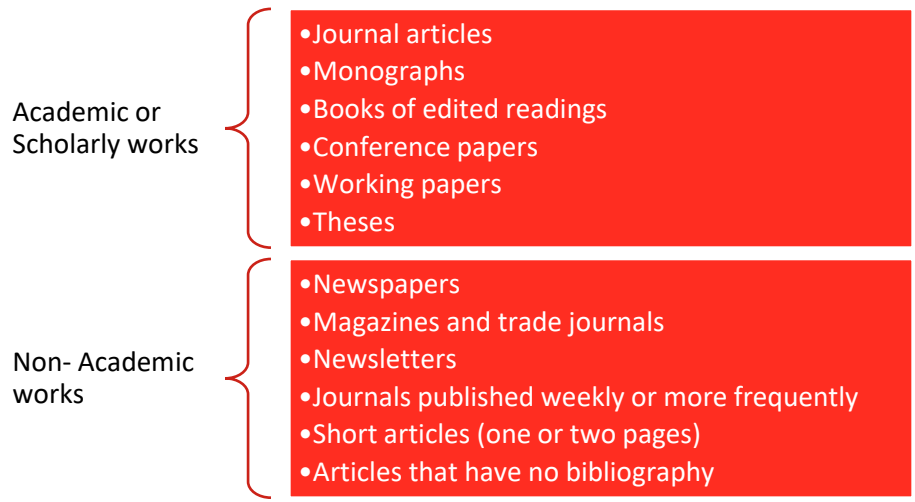 Academic or
Scholarly works
•Journal articles
•Monographs
•Books of edited readings
•Conference papers
•Working papers
•Theses
Non- Academic
works
•Newspapers
•Magazines and trade journals
•Newsletters
•Journals published weekly or more frequently
•Short articles (one or two pages)
•Articles that have no bibliography